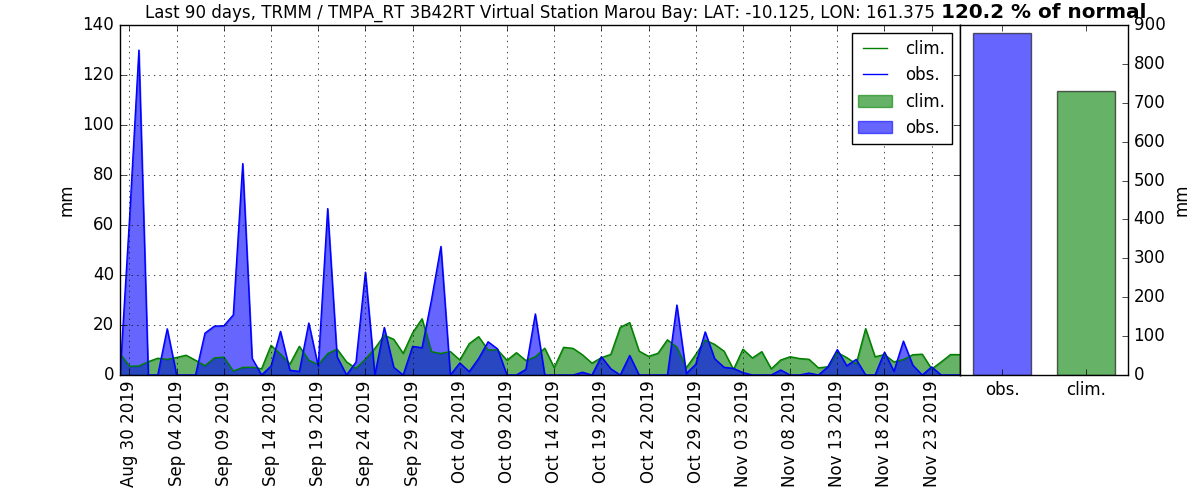 Last 90 days, TRMM / TMPA_RT 3B42RT Virtual Station Marou Bay: LAT: -10.125, LON: 161.375 120.2 % of normal
140
120
100
80
60
40
20
0
mm
clim.
obs.
clim.
obs.
900
800
700
600
500
400
300
200
100
0
mm
obs.
clim.
Aug 30 2019
Sep 04 2019
Sep 09 2019
Sep 14 2019
Sep 19 2019
Sep 24 2019
Sep 29 2019
Oct 04 2019
Oct 09 2019
Oct 14 2019
Oct 19 2019
Oct 24 2019
Oct 29 2019
Nov 03 2019
Nov 08 2019
Nov 13 2019
Nov 18 2019
Nov 23 2019